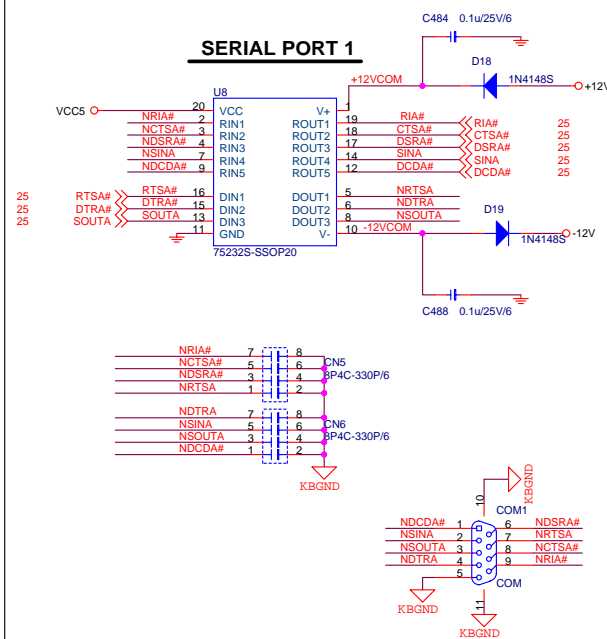 C484 0.1u/25V/6
SERIAL PORT 1
D18
+12VCOM 1N4148S +12V
U8
VCC5 20 VCC V+ 1
NRIA# 2 RIN1 ROUT1 19 RIA# RIA# 25
NCTSA# 3 RIN2 ROUT2 18 CTSA# CTSA# 25
NDSRA# 4 RIN3 ROUT3 17 DSRA# DSRA# 25
NSINA 7 RIN4 ROUT4 14 SINA SINA 25
NDCDA# 9 RIN5 ROUT5 12 DCDA# DCDA# 25
25 RTSA# RTSA# 16 DIN1 DOUT1 5 NRTSA
25 DTRA# DTRA# 15 DIN2 DOUT2 6 NDTRA
25 SOUTA SOUTA 13 DIN3 DOUT3 8 NSOUTA D19
11 GND V- 10 -12VCOM -12V
75232S-SSOP20 1N4148S
C488 0.1u/25V/6
NRIA# 7 8
NCTSA# 5 6 CN5
NDSRA# 3 4 8P4C-330P/6
NRTSA 1 2
NDTRA 7 8
NSINA 5 6 CN6
NSOUTA 3 4 8P4C-330P/6
NDCDA# 1 2
KBGND
KBGND
10
COM1
NDCDA# 1 6 NDSRA#
NSINA 2 7 NRTSA
NSOUTA 3 8 NCTSA#
NDTRA 4 9 NRIA#
5
COM
KBGND
11
KBGND